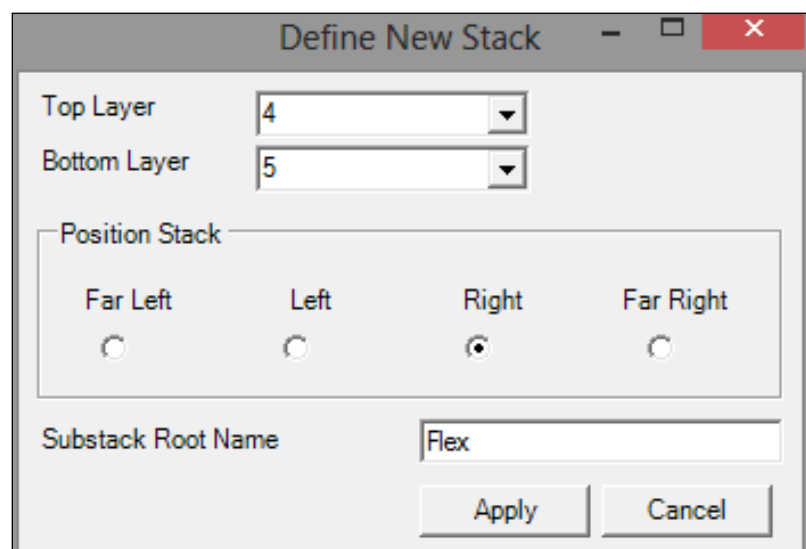 Define New Stack
Top Layer 4
Bottom Layer 5
Position Stack
Far Left Left Right Far Right
Substack Root Name Flex
Apply Cancel